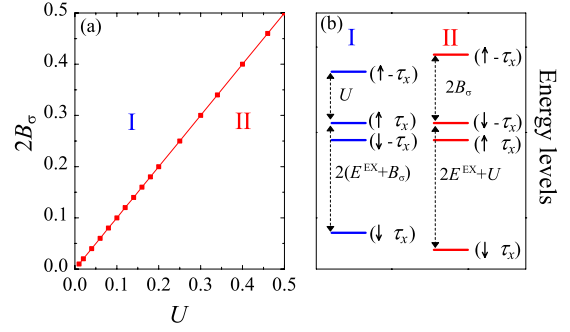 (a)
0.5
0.4
0.3
0.2
0.1
0.0
0.0 0.1 0.2 0.3 0.4 0.5
2B_σ
U
I
II
(b)
I II
(↑ -τ_x)
(↑ -τ_x)
U
2B_σ
(↑ τ_x)
(↓ -τ_x)
(↓ -τ_x)
(↑ τ_x)
2(E^EX+B_σ)
2E^EX+U
(↓ τ_x)
(↓ τ_x)
Energy levels